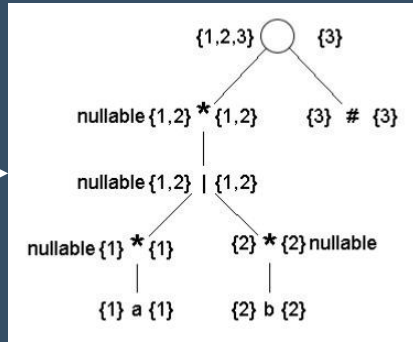 {1,2,3} {3}
nullable {1,2} * {1,2} {3} # {3}
nullable {1,2} | {1,2}
nullable {1} * {1} {2} * {2} nullable
{1} a {1} {2} b {2}